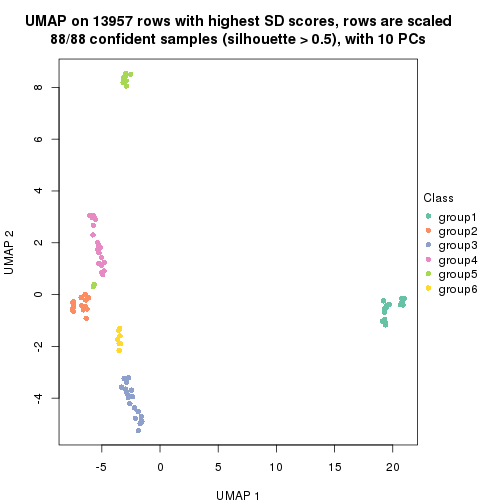 UMAP on 13957 rows with highest SD scores, rows are scaled
88/88 confident samples (silhouette > 0.5), with 10 PCs
8
6
4
2
0
-2
-4
UMAP 2
-5
0
5
10
15
20
UMAP 1
Class
group1
group2
group3
group4
group5
group6